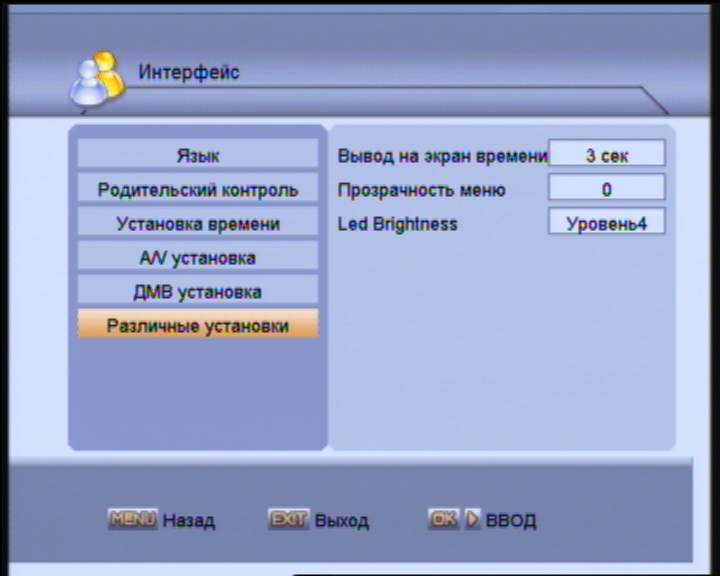 Интерфейс
Язык
Родительский контроль
Установка времени
A/V установка
ДМВ установка
Различные установки
Вывод на экран времени 3 сек
Прозрачность меню 0
Led Brightness Уровень4
MENU Назад EXIT Выход OK ВВОД